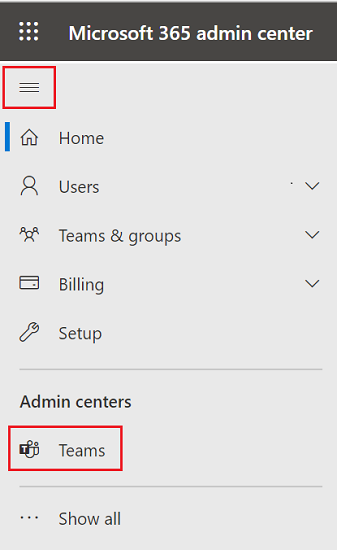 Microsoft 365 admin center
Home
Users
Teams & groups
Billing
Setup
Admin centers
Teams
Show all